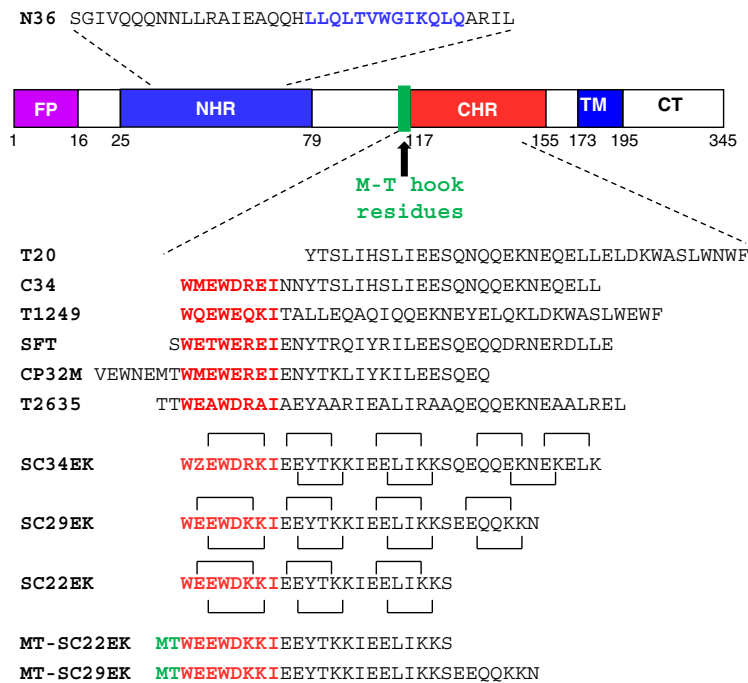 N36 SGIVQQQNNLLRAIEAQQHLLQLTVWGIKQLQARIL
FP NHR CHR TM CT
1 16 25 79 117 155 173 195 345
M-T hook
residues
T20 YTSLIHSLIEESQNQQEKNEQELLELDKWASLWNWF
C34 WMEWDREINNYTSLIHSLIEESQNQQEKNEQELL
T1249 WQEWEQKITALLEQAQIQQEKNEYELQKLDKWASLWEWF
SFT SWETWEREIENYTRQIYRILEESQEQQDRNERDLLE
CP32M VEWNEMTWMEWEREIENYTKLIYKILEESQEQ
T2635 TTWEAWDRAIAEYAARIEALIRAAQEQQEKNEAALREL
SC34EK WZEWDRKIEEYTKKIEELIKKSQEQQEKNEKELK
SC29EK WEEWDKKIEEYTKKIEELIKKSEEQQKKN
SC22EK WEEWDKKIEEYTKKIEELIKKS
MT-SC22EK MTWEEWDKKIEEYTKKIEELIKKS
MT-SC29EK MTWEEWDKKIEEYTKKIEELIKKSEEQQKKN